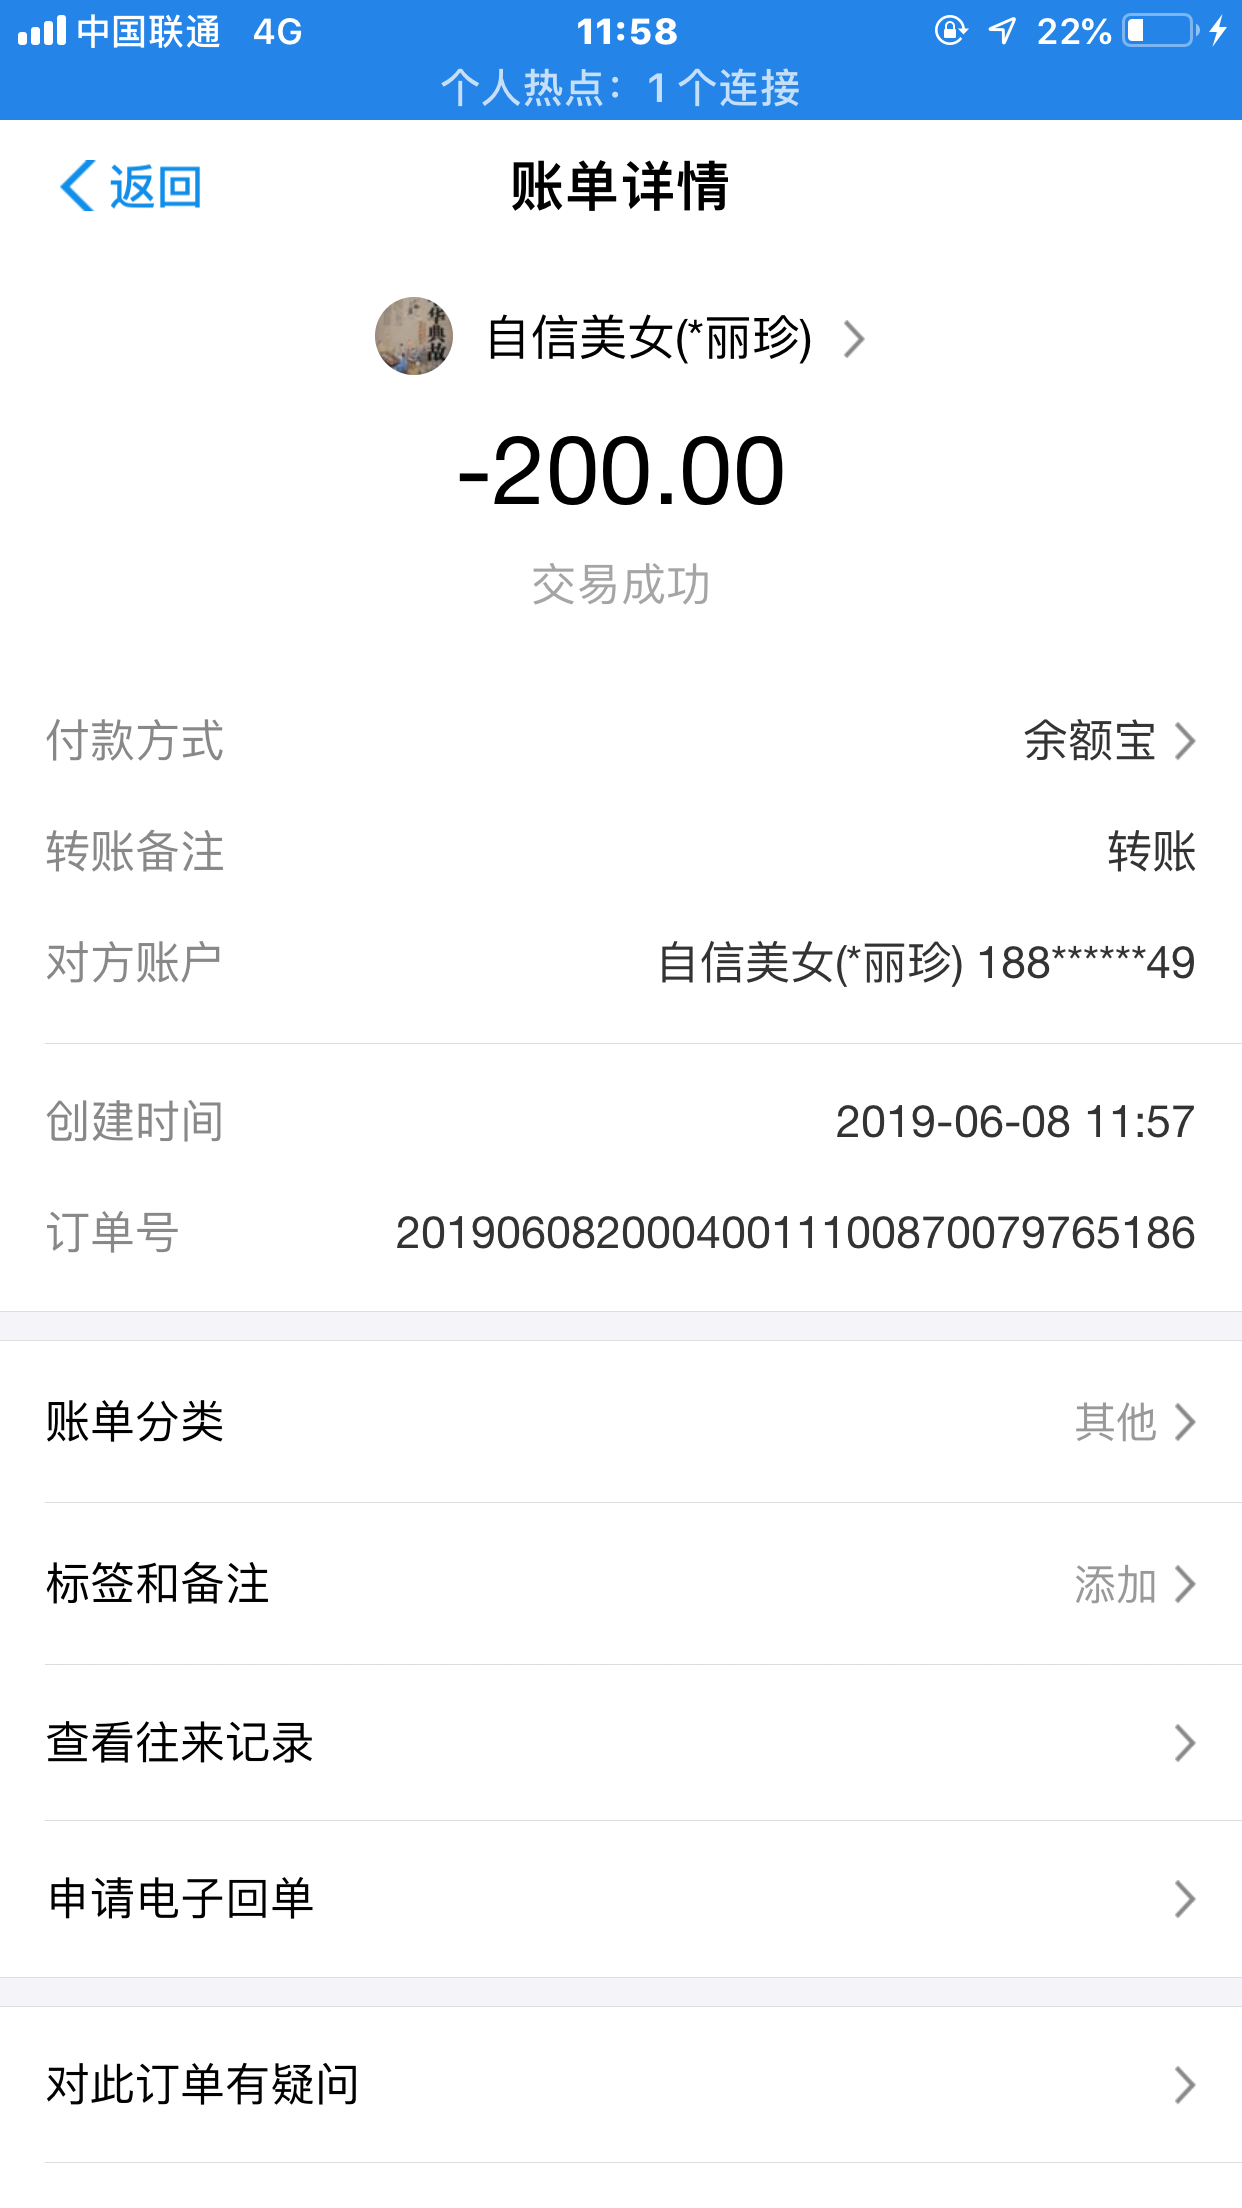 中国联通 4G 11:58 22%
个人热点：1 个连接
返回 账单详情
华典故
自信美女(*丽珍)
-200.00
交易成功
付款方式 余额宝
转账备注 转账
对方账户 自信美女(*丽珍) 188******49
创建时间 2019-06-08 11:57
订单号 20190608200040011100870079765186
账单分类 其他
标签和备注 添加
查看往来记录
申请电子回单
对此订单有疑问